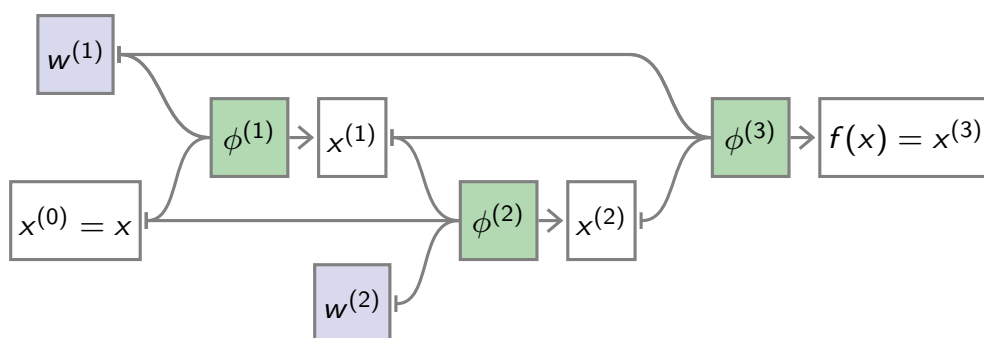 w^(1)
ϕ^(1)
x^(1)
ϕ^(3)
f(x) = x^(3)
x^(0) = x
ϕ^(2)
x^(2)
w^(2)